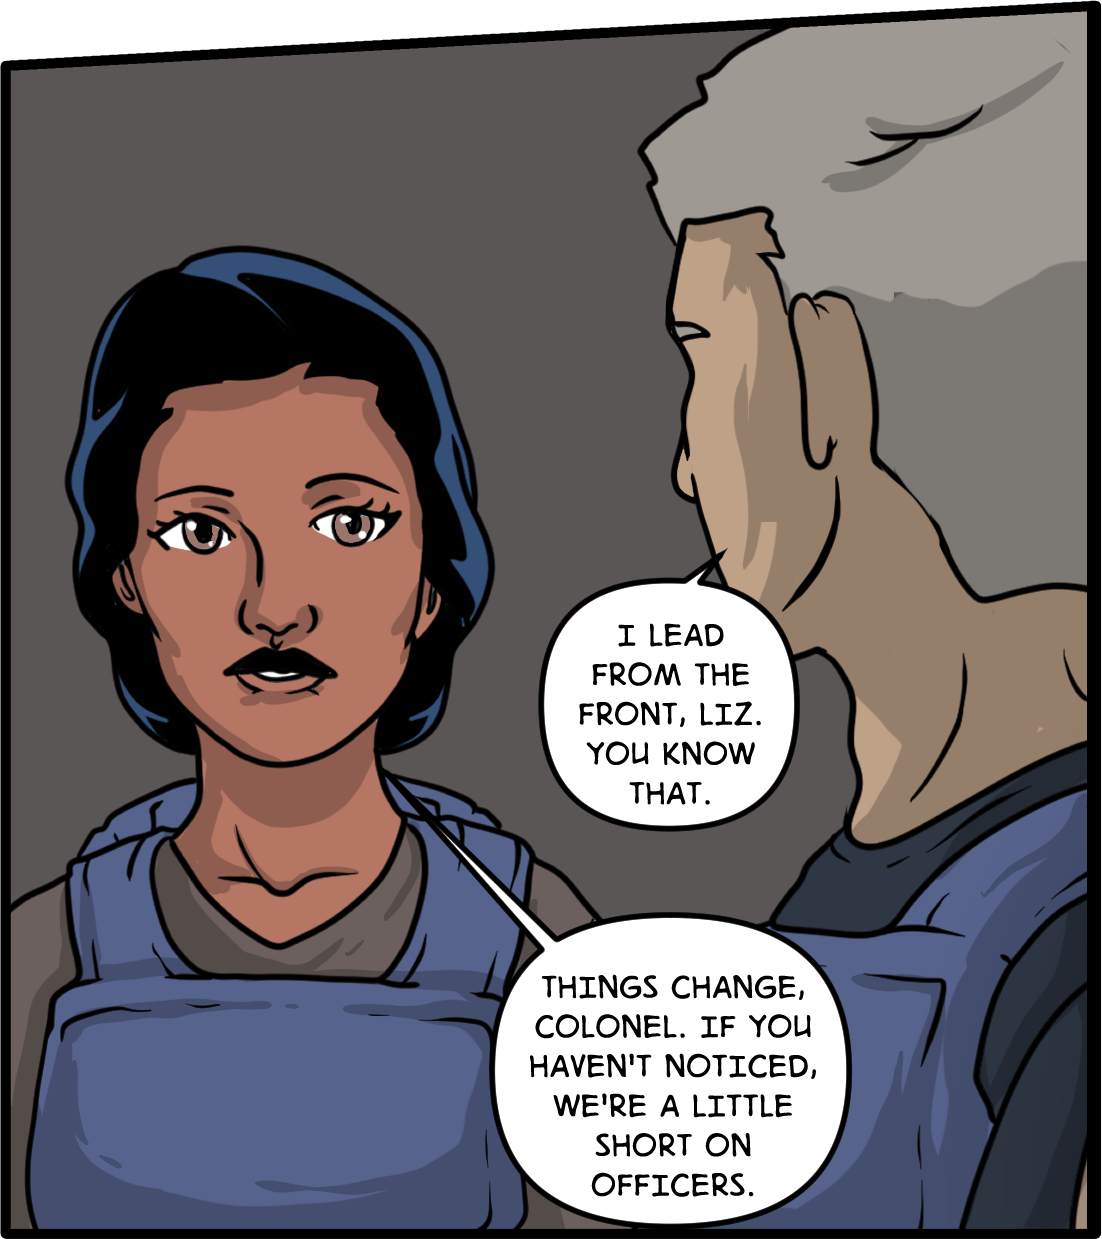 I LEAD
FROM THE
FRONT, LIZ.
YOU KNOW
THAT.
THINGS CHANGE,
COLONEL. IF YOU
HAVEN'T NOTICED,
WE'RE A LITTLE
SHORT ON
OFFICERS.